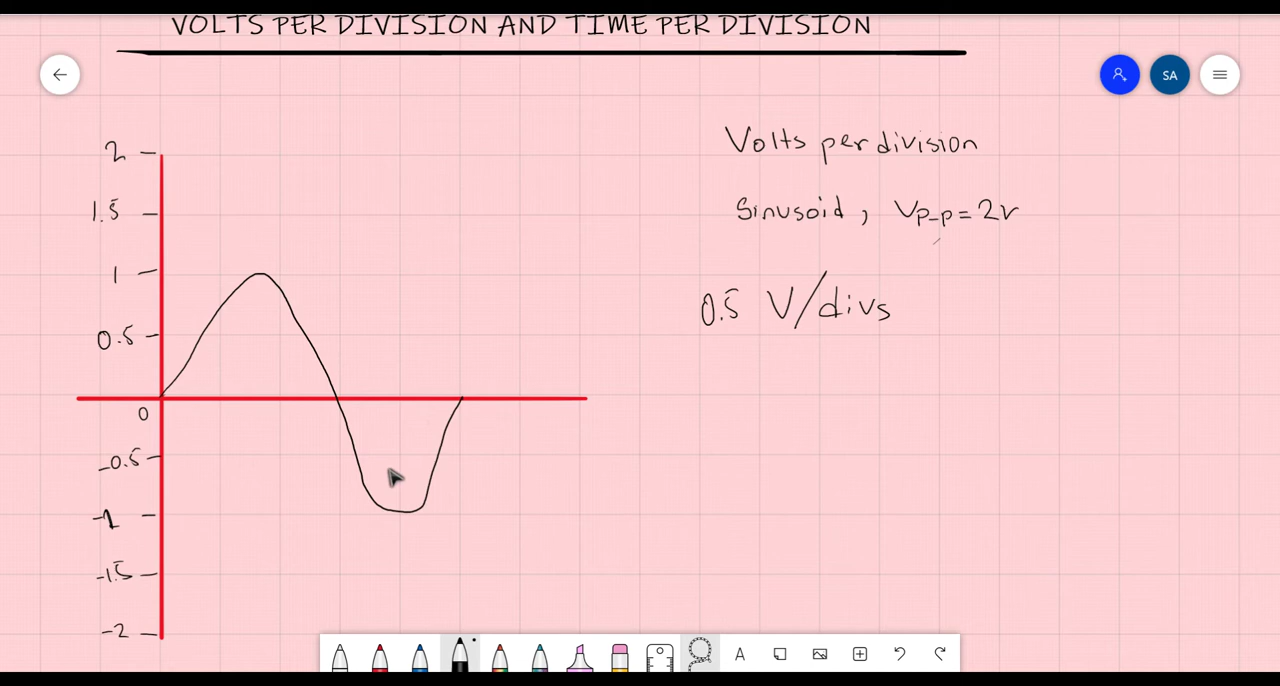 VOLTS PER DIVISION AND TIME PER DIVISION
SA
2
1.5
1
0.5
0
-0.5
-1
-1.5
-2
Volts per division
Sinusoid, Vp-p = 2v
0.5 V/divs
A